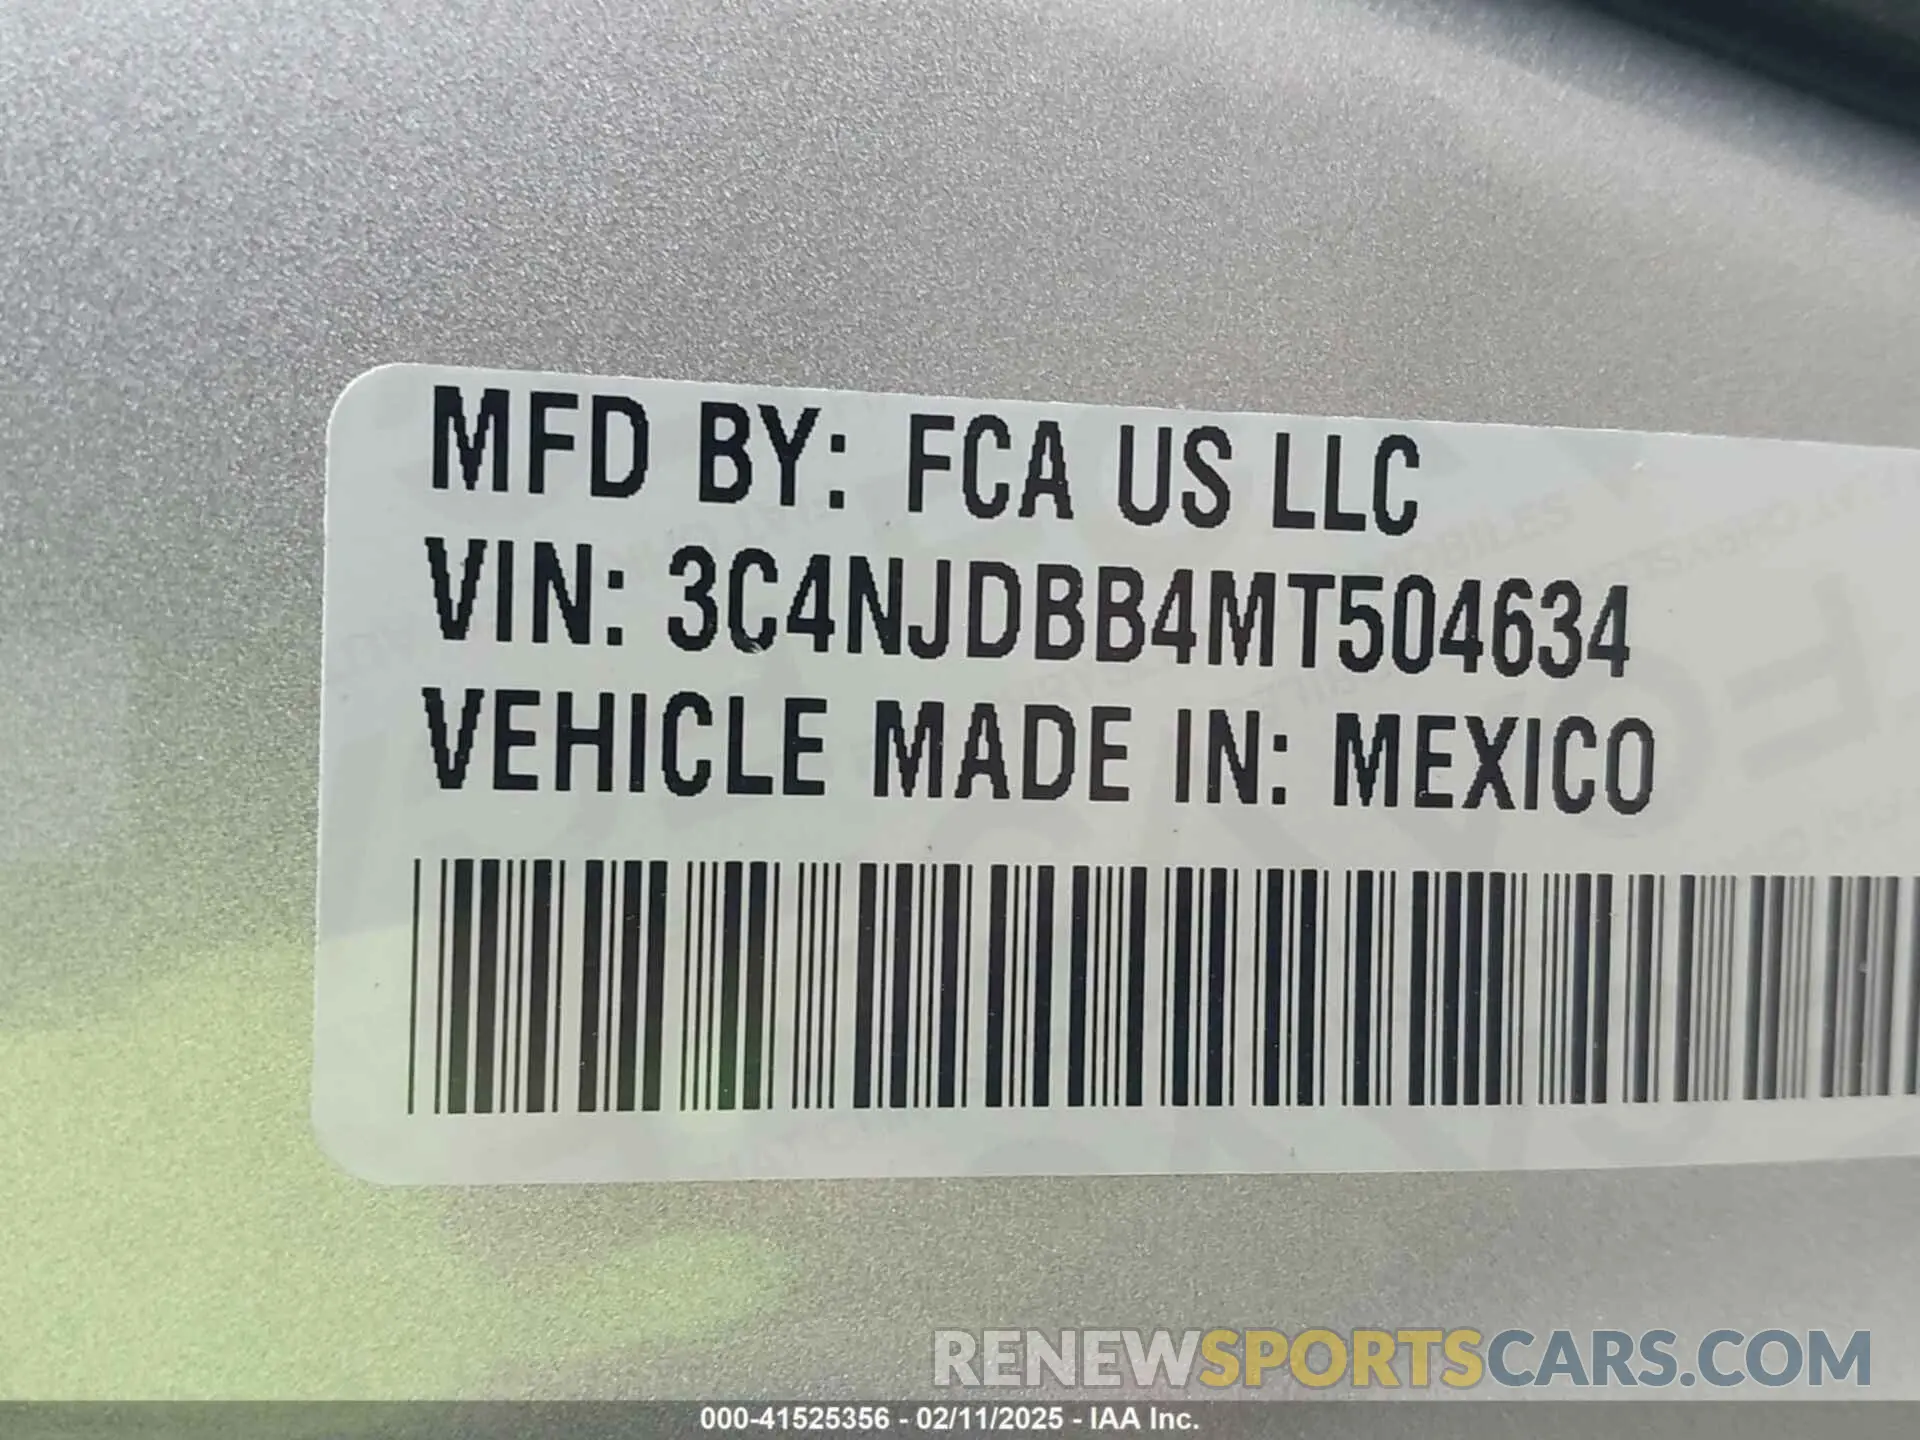 MFD BY: FCA US LLC
VIN: 3C4NJDBB4MT504634
VEHICLE MADE IN: MEXICO
RENEWSPORTSCARS.COM
000-41525356 - 02/11/2025 - IAA Inc.